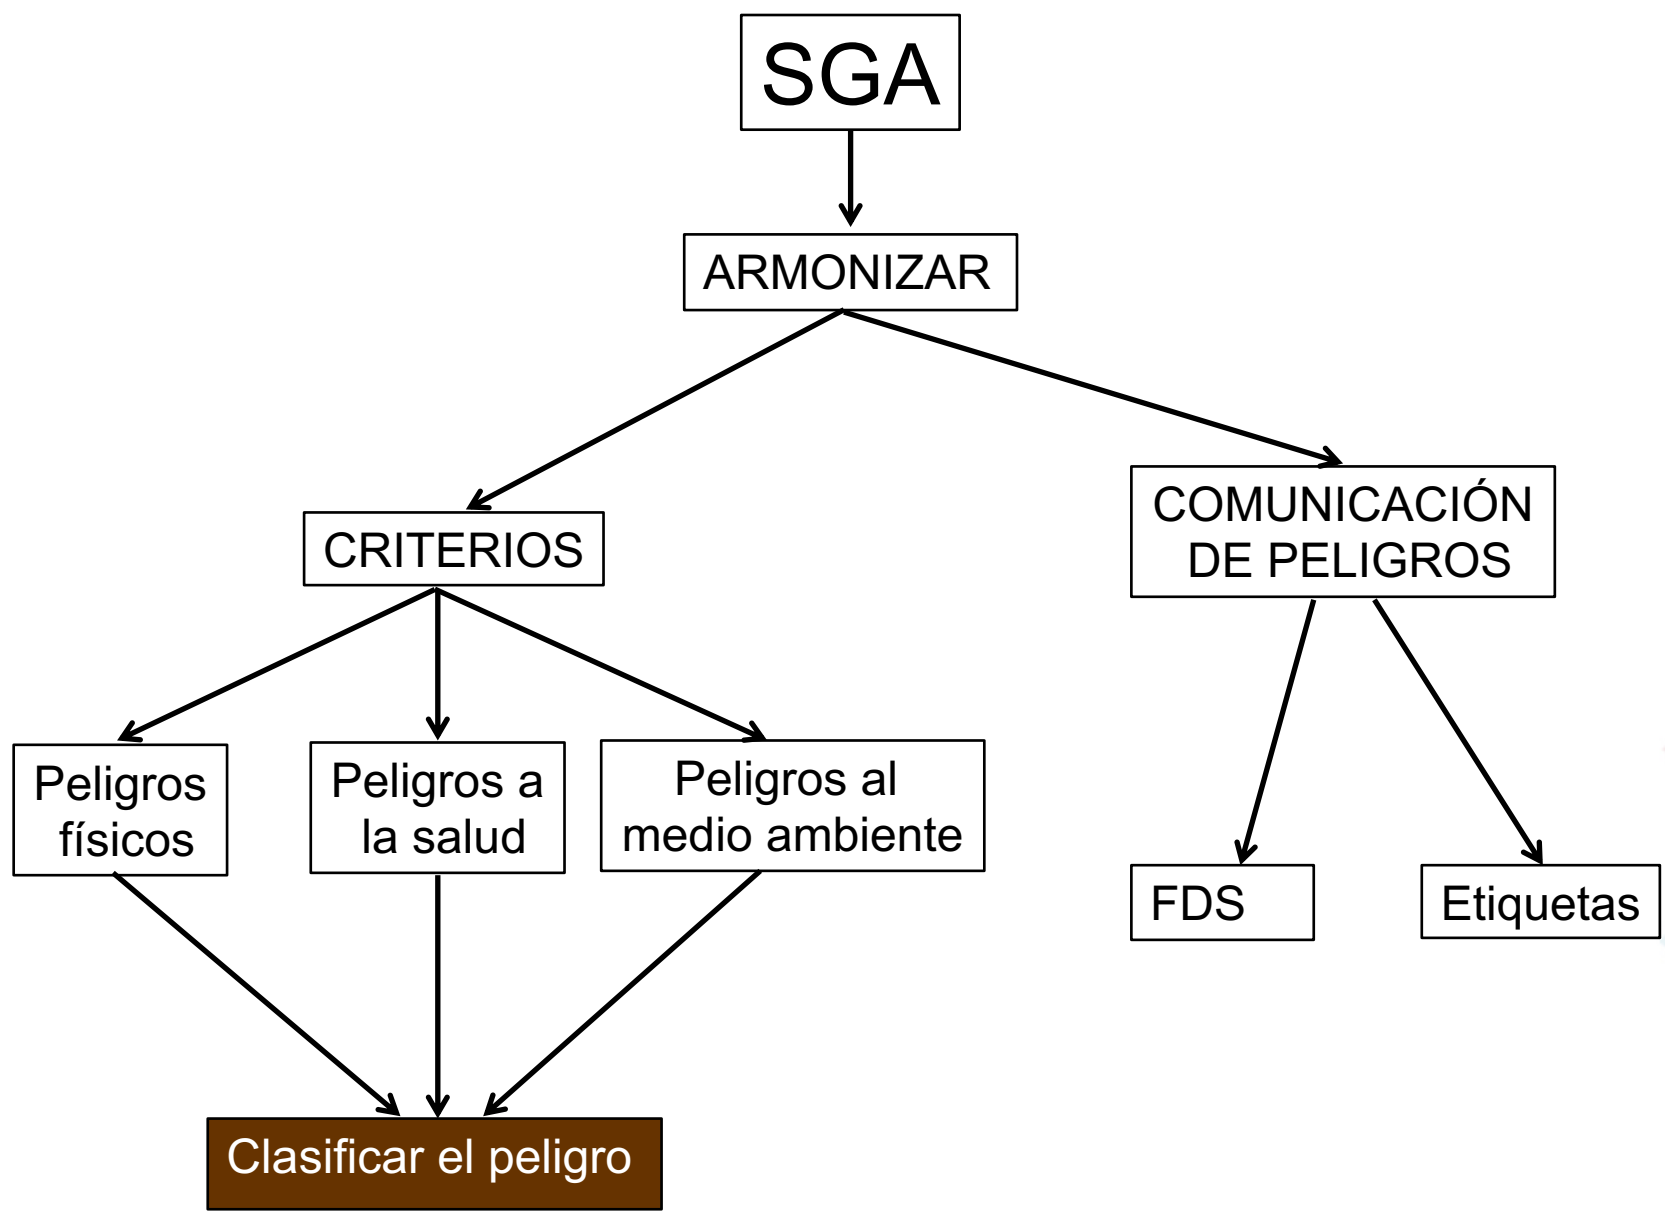 SGA
ARMONIZAR
CRITERIOS
COMUNICACIÓN
DE PELIGROS
Peligros
físicos
Peligros a
la salud
Peligros al
medio ambiente
FDS
Etiquetas
Clasificar el peligro